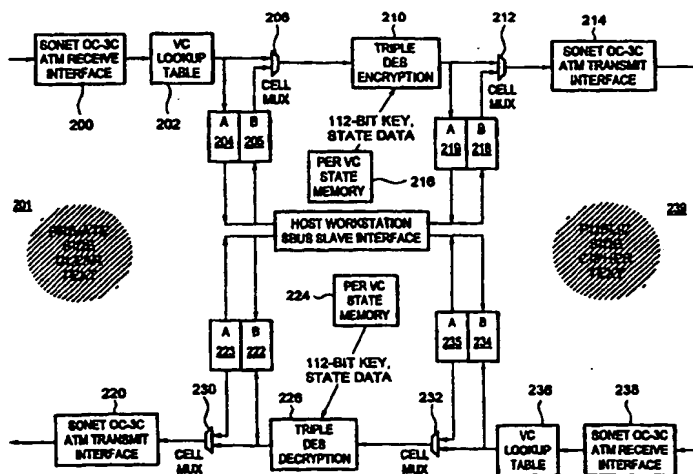 206
210
212
214
SONET OC-3C
ATM RECEIVE
INTERFACE
200
VC
LOOKUP
TABLE
202
CELL
MUX
TRIPLE
DES
ENCRYPTION
CELL
MUX
SONET OC-3C
ATM TRANSMIT
INTERFACE
A
204
B
205
112-BIT KEY,
STATE DATA
PER VC
STATE
MEMORY
216
A
219
B
218
201
PRIVATE
SIDE
CLEAR
TEXT
HOST WORKSTATION
SBUS SLAVE INTERFACE
239
PUBLIC
SIDE
CIPHER
TEXT
224
PER VC
STATE
MEMORY
A
223
B
222
112-BIT KEY,
STATE DATA
A
235
B
234
220
230
226
232
236
238
SONET OC-3C
ATM TRANSMIT
INTERFACE
CELL
MUX
TRIPLE
DES
DECRYPTION
CELL
MUX
VC
LOOKUP
TABLE
SONET OC-3C
ATM RECEIVE
INTERFACE